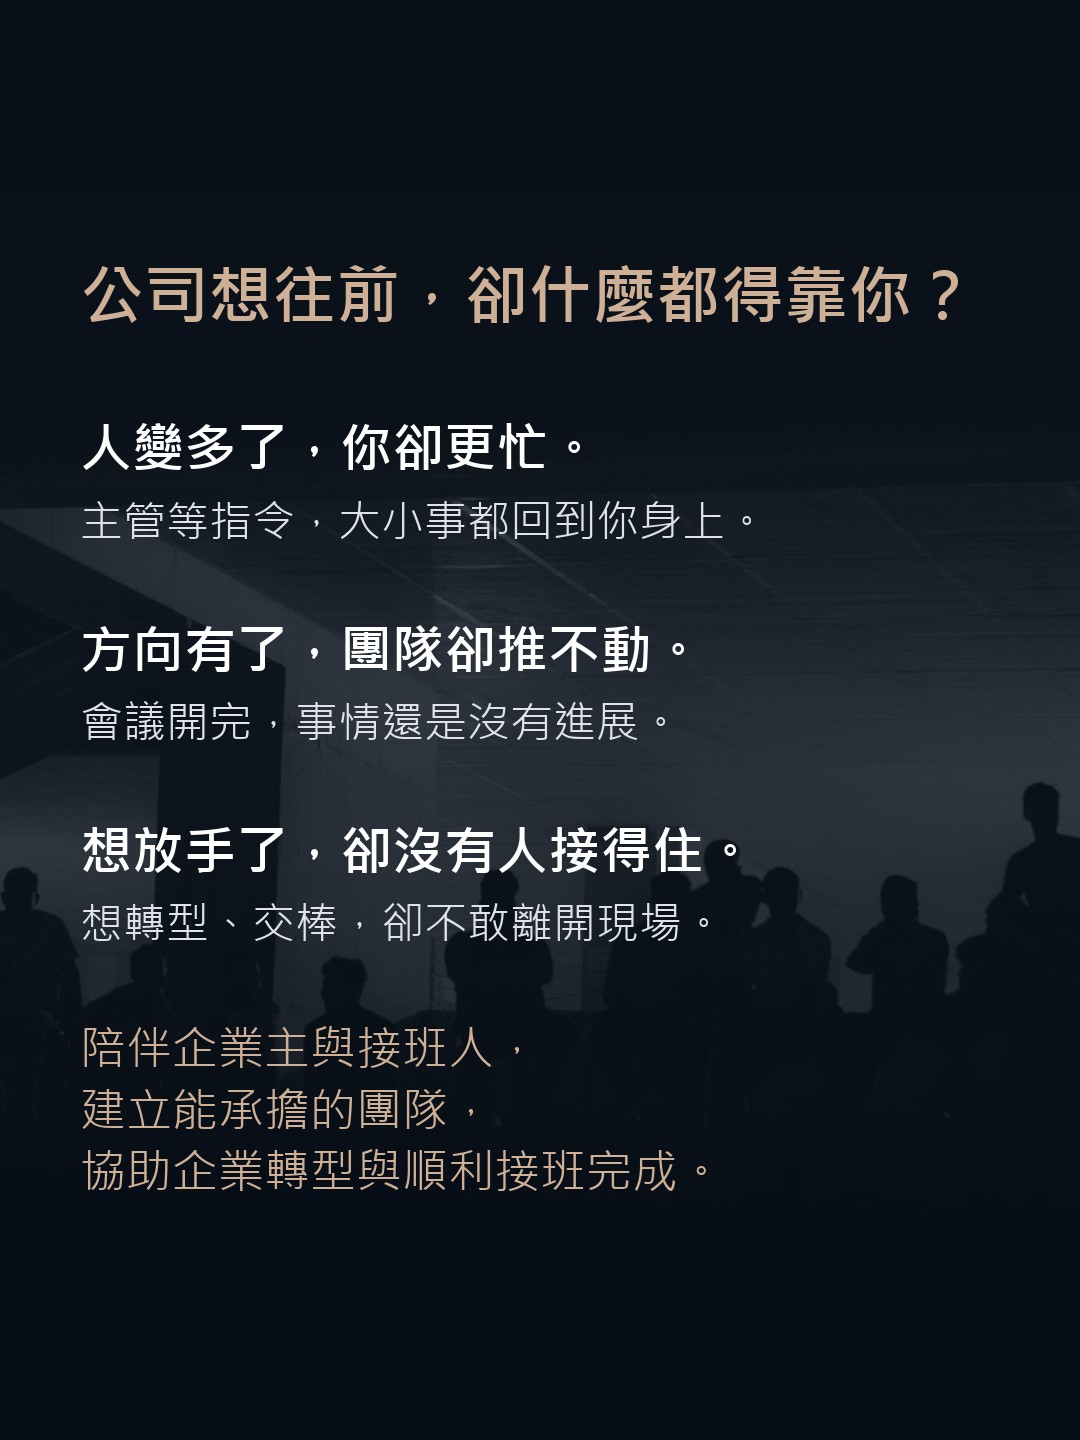 公司想往前，卻什麼都得靠你？
人變多了，你卻更忙。
主管等指令，大小事都回到你身上。
方向有了，團隊卻推不動。
會議開完，事情還是沒有進展。
想放手了，卻沒有人接得住。
想轉型、交棒，卻不敢離開現場。
陪伴企業主與接班人，
建立能承擔的團隊，
協助企業轉型與順利接班完成。